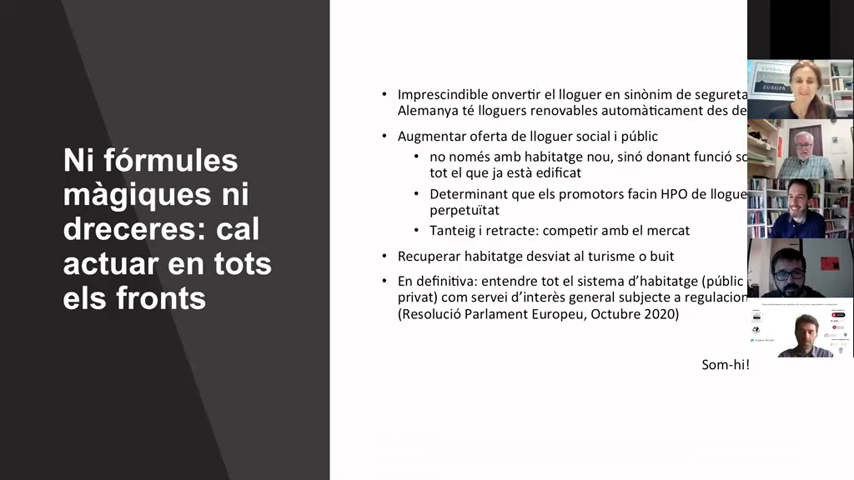 Ni fórmules
màgiques ni
dreceres: cal
actuar en tots
els fronts
• Imprescindible onvertir el lloguer en sinònim de segureta
Alemanya té lloguers renovables automàticament des de
• Augmentar oferta de lloguer social i públic
• no només amb habitatge nou, sinó donant funció so
tot el que ja està edificat
• Determinant que els promotors facin HPO de llogue
perpetuïtat
• Tanteig i retracte: competir amb el mercat
• Recuperar habitatge desviat al turisme o buit
• En definitiva: entendre tot el sistema d'habitatge (públic
privat) com servei d'interès general subjecte a regulacion
(Resolució Parlament Europeu, Octubre 2020)
Som-hi!